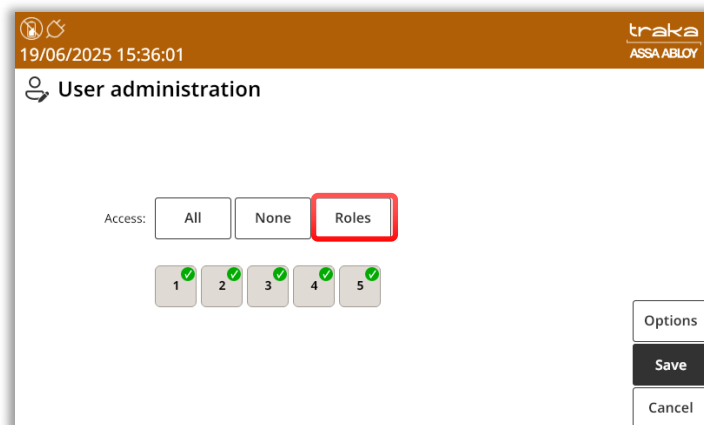 traka
19/06/2025 15:36:01
ASSA ABLOY
User administration
Access:
All
None
Roles
1
2
3
4
5
Options
Save
Cancel